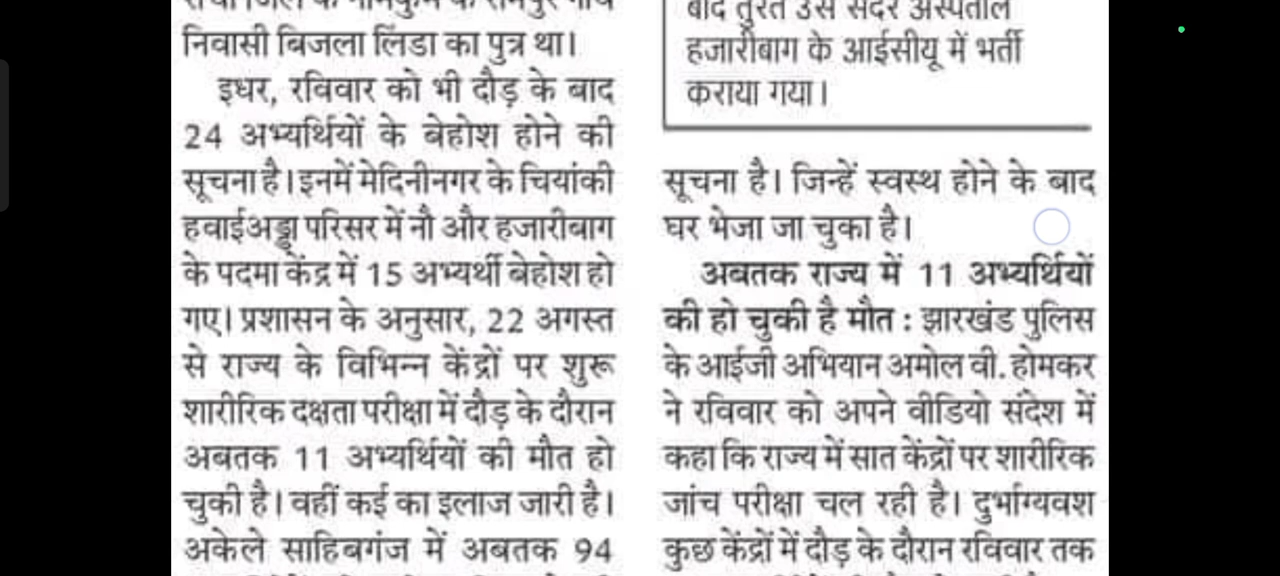 निवासी बिजला लिंडा का पुत्र था।
इधर, रविवार को भी दौड़ के बाद
24 अभ्यर्थियों के बेहोश होने की
सूचना है। इनमें मेदिनीनगर के चियांकी
हवाईअड्डा परिसर में नौ और हजारीबाग
के पदमा केंद्र में 15 अभ्यर्थी बेहोश हो
गए। प्रशासन के अनुसार, 22 अगस्त
से राज्य के विभिन्न केंद्रों पर शुरू
शारीरिक दक्षता परीक्षा में दौड़ के दौरान
अबतक 11 अभ्यर्थियों की मौत हो
चुकी है। वहीं कई का इलाज जारी है।
अकेले साहिबगंज में अबतक 94
बाद तुरंत उसे सदर अस्पताल
हजारीबाग के आईसीयू में भर्ती
कराया गया।
सूचना है। जिन्हें स्वस्थ होने के बाद
घर भेजा जा चुका है।
अबतक राज्य में 11 अभ्यर्थियों
की हो चुकी है मौत : झारखंड पुलिस
के आईजी अभियान अमोल वी. होमकर
ने रविवार को अपने वीडियो संदेश में
कहा कि राज्य में सात केंद्रों पर शारीरिक
जांच परीक्षा चल रही है। दुर्भाग्यवश
कुछ केंद्रों में दौड़ के दौरान रविवार तक